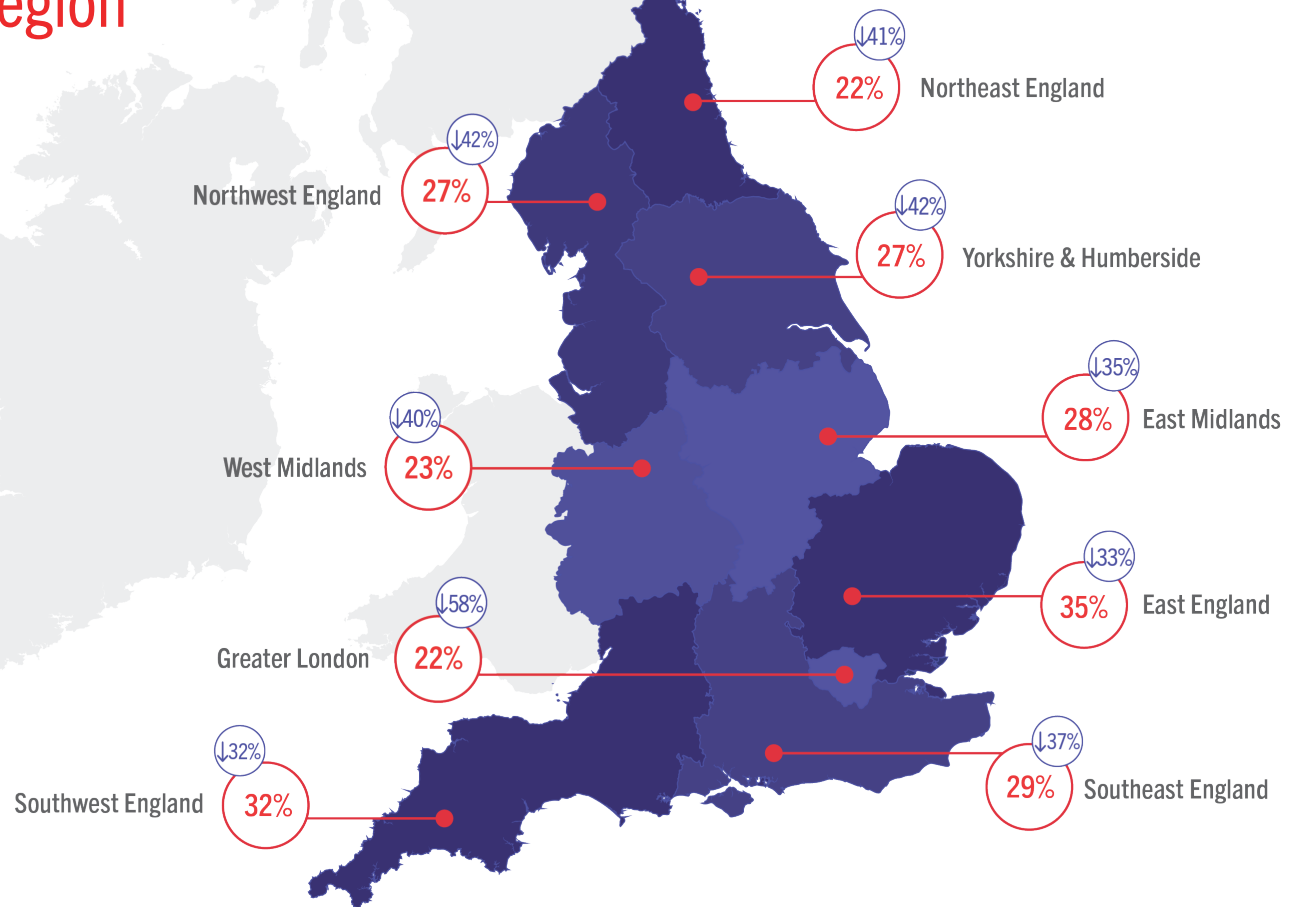 egion
↓41%
22%
Northeast England
↓42%
27%
Northwest England
↓42%
27%
Yorkshire & Humberside
↓35%
28%
East Midlands
↓40%
23%
West Midlands
↓33%
35%
East England
↓58%
22%
Greater London
↓37%
29%
Southeast England
↓32%
32%
Southwest England